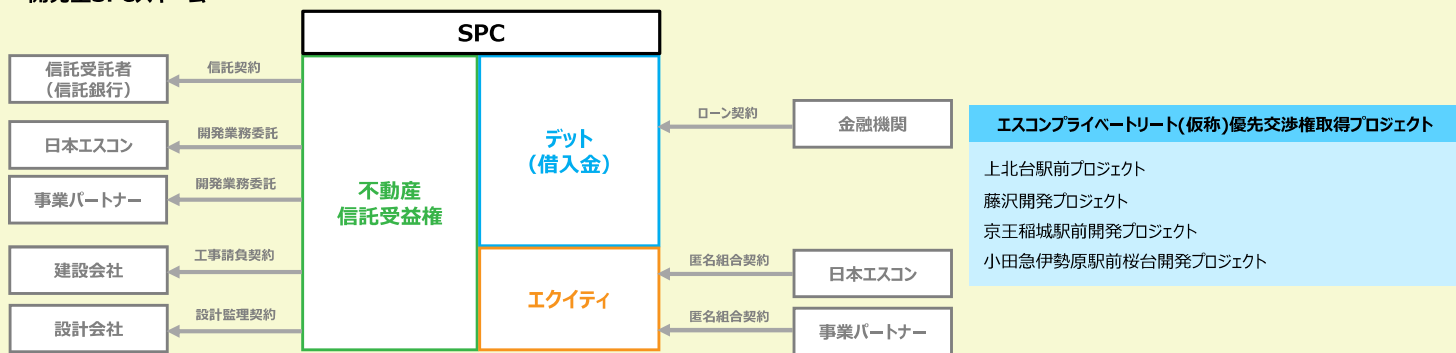 SPC
信託受託者
(信託銀行)
信託契約
日本エスコン
開発業務委託
事業パートナー
開発業務委託
建設会社
工事請負契約
設計会社
設計監理契約
不動産
信託受益権
デット
(借入金)
エクイティ
ローン契約
金融機関
匿名組合契約
日本エスコン
匿名組合契約
事業パートナー
エスコンプライベートリート(仮称)優先交渉権取得プロジェクト
上北台駅前プロジェクト
藤沢開発プロジェクト
京王稲城駅前開発プロジェクト
小田急伊勢原駅前桜台開発プロジェクト